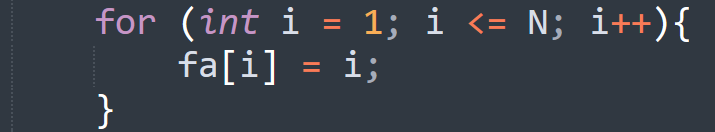 for (int i = 1; i <= N; i++){
fa[i] = i;
}